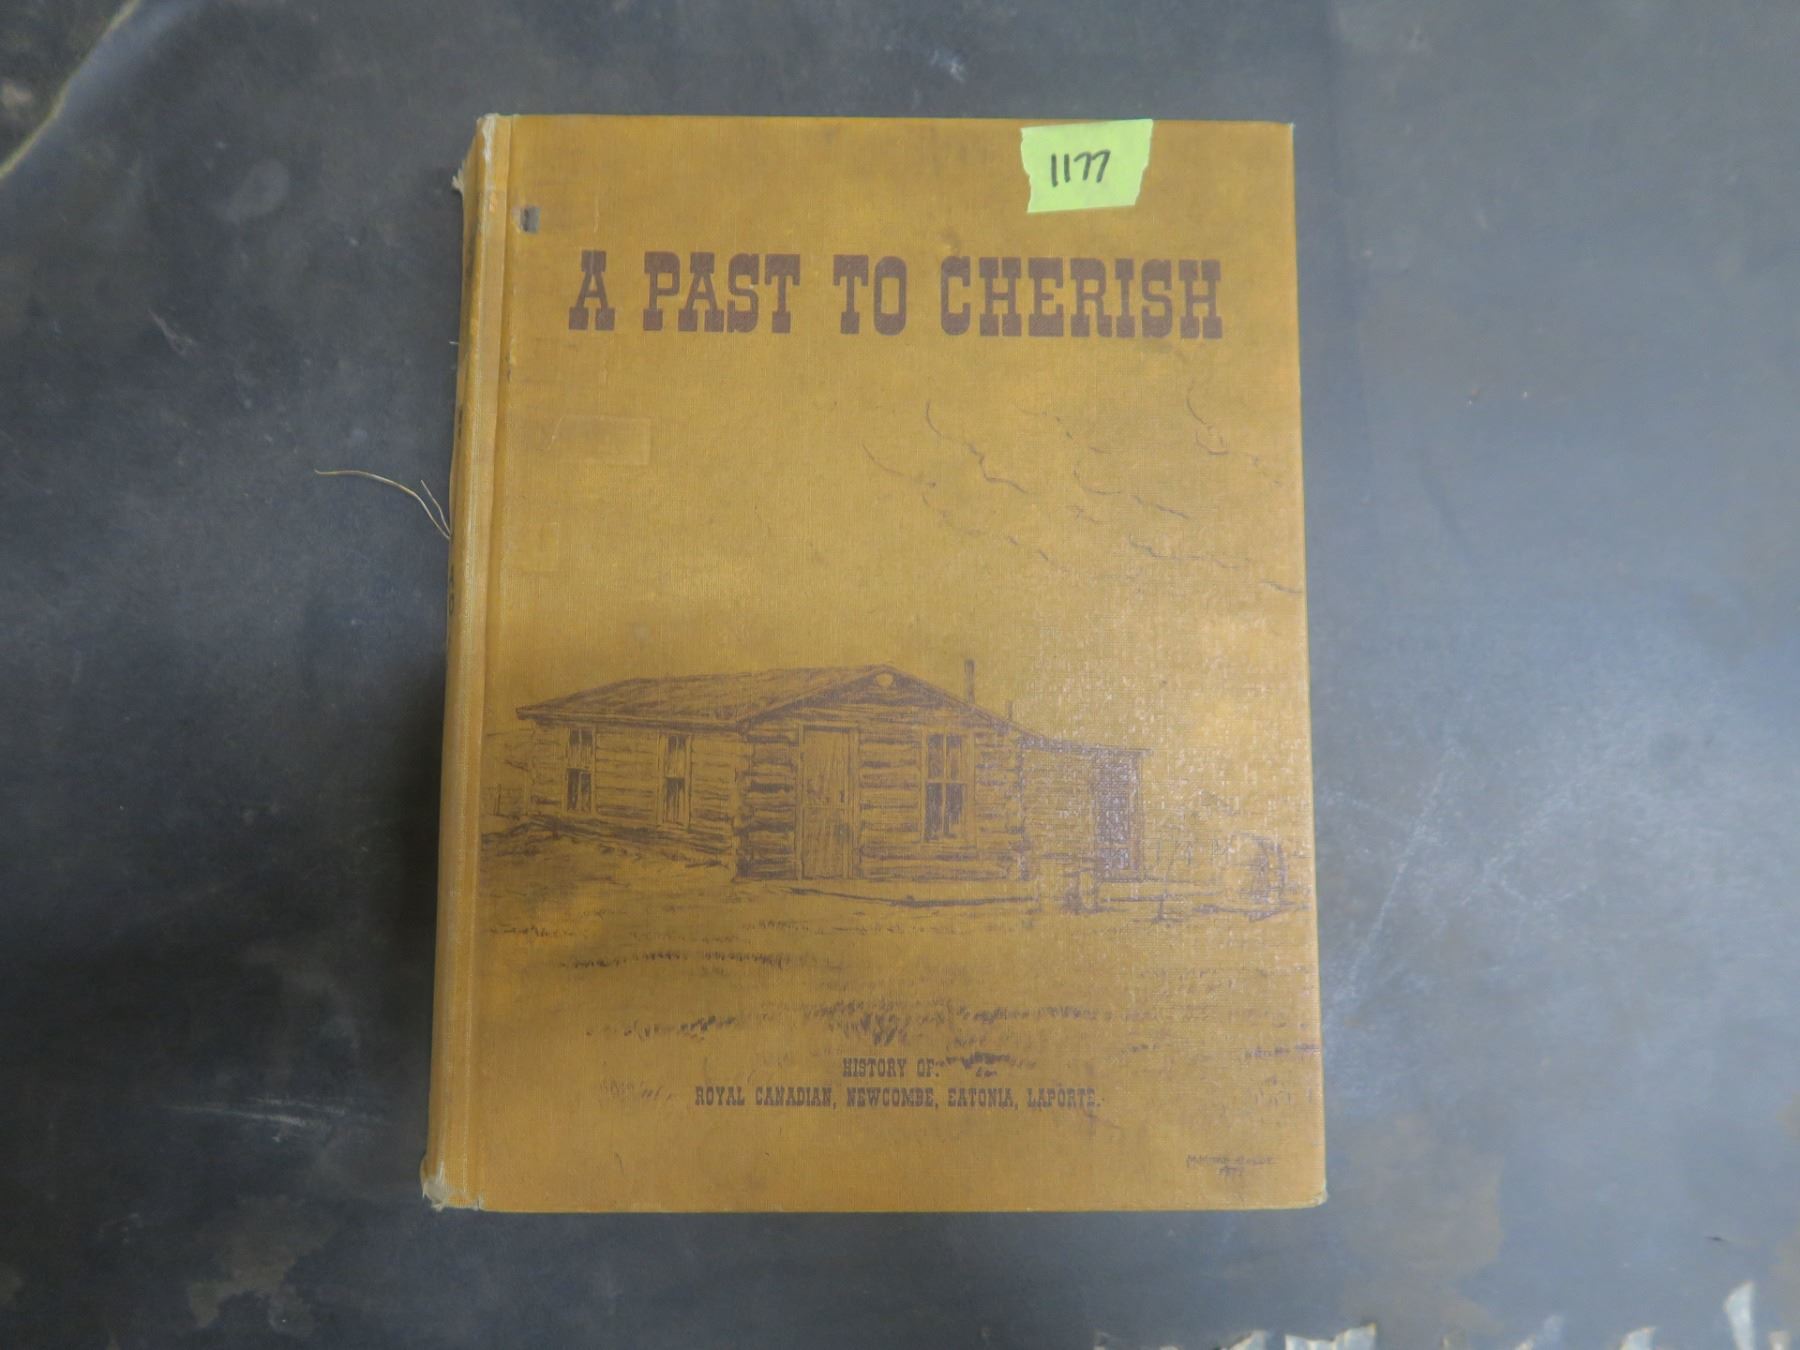 1177
A PAST TO CHERISH
HISTORY OF:
ROYAL CANADIAN, NEWCOMBE, EATONIA, LAPORTE.